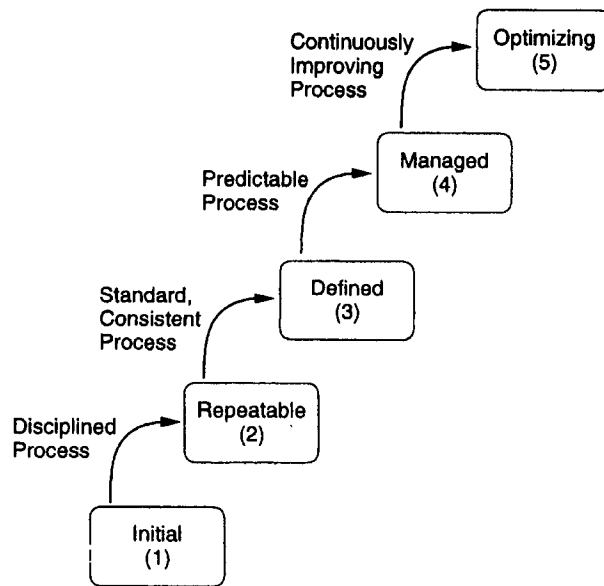 Continuously
Improving
Process
Optimizing
(5)
Predictable
Process
Managed
(4)
Standard,
Consistent
Process
Defined
(3)
Disciplined
Process
Repeatable
(2)
Initial
(1)